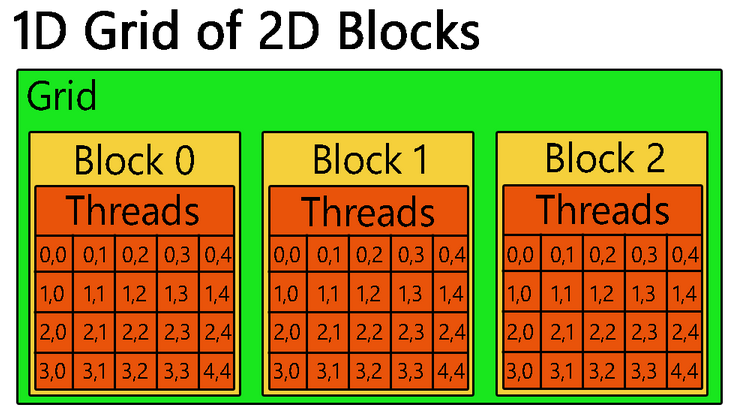 1D Grid of 2D Blocks
Grid
Block 0
Threads
0,0 0,1 0,2 0,3 0,4
1,0 1,1 1,2 1,3 1,4
2,0 2,1 2,2 2,3 2,4
3,0 3,1 3,2 3,3 4,4
Block 1
Threads
0,0 0,1 0,2 0,3 0,4
1,0 1,1 1,2 1,3 1,4
2,0 2,1 2,2 2,3 2,4
3,0 3,1 3,2 3,3 4,4
Block 2
Threads
0,0 0,1 0,2 0,3 0,4
1,0 1,1 1,2 1,3 1,4
2,0 2,1 2,2 2,3 2,4
3,0 3,1 3,2 3,3 4,4